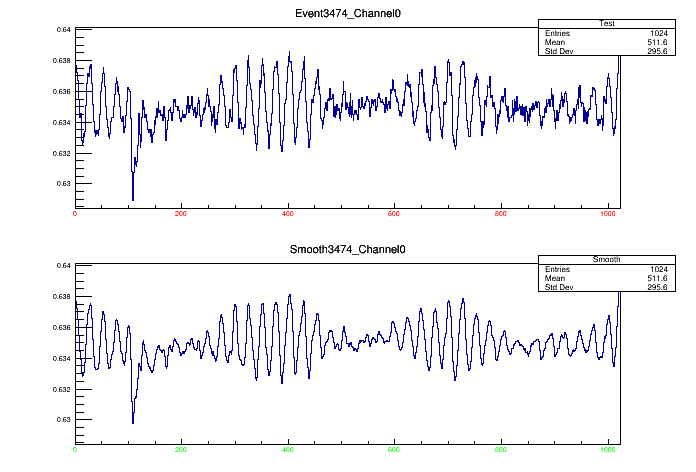 Event3474_Channel0
Test
Entries 1024
Mean 511.6
Std Dev 295.6
0.64
0.638
0.636
0.634
0.632
0.63
0 200 400 600 800 1000
Smooth3474_Channel0
Smooth
Entries 1024
Mean 511.6
Std Dev 295.6
0.64
0.638
0.636
0.634
0.632
0.63
0 200 400 600 800 1000